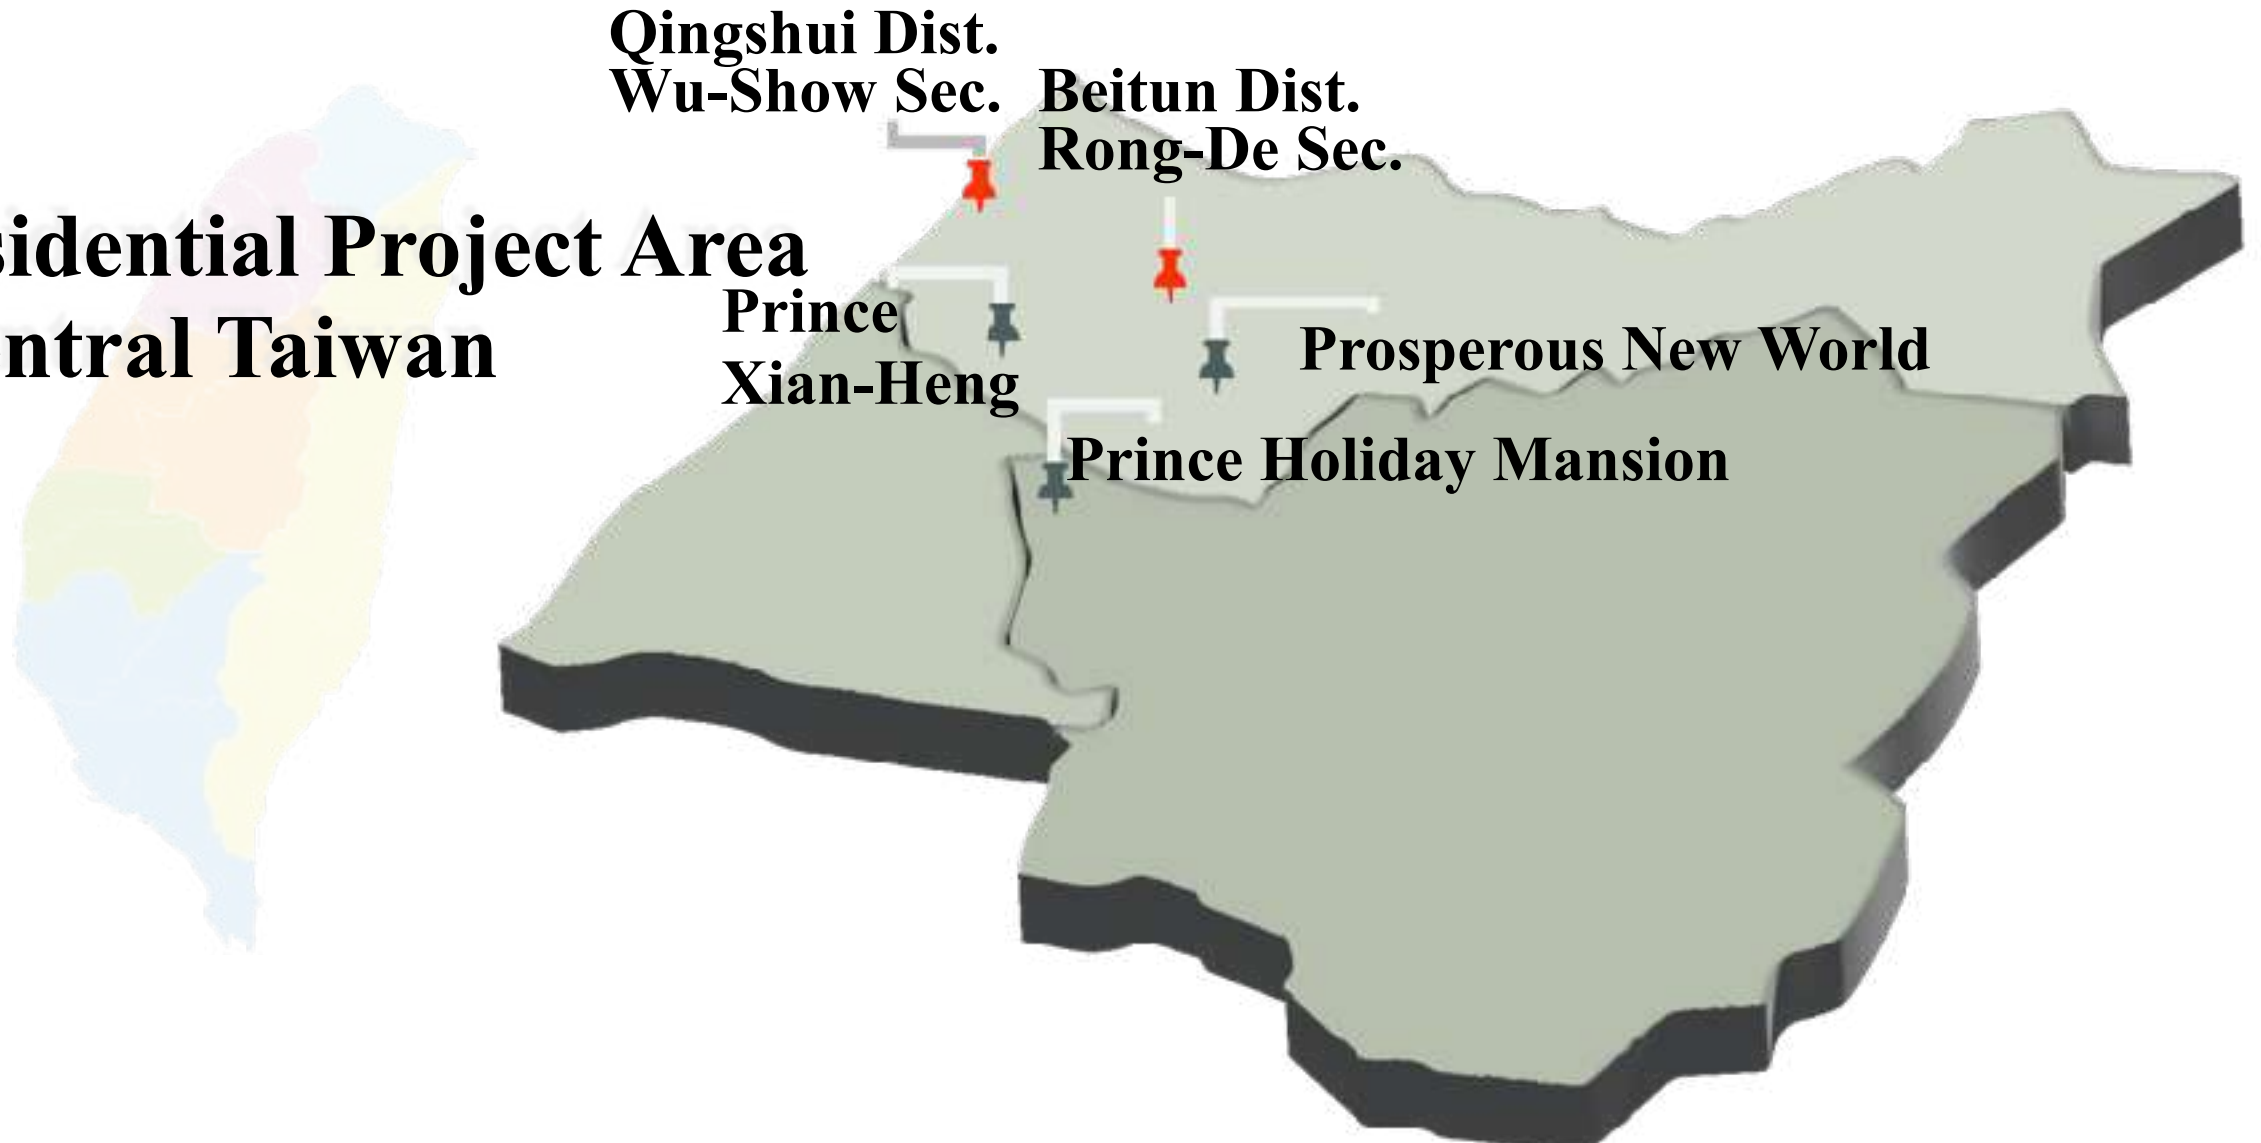 Qingshui Dist.
Wu-Show Sec.
Beitun Dist.
Rong-De Sec.
sidential Project Area
ntral Taiwan
Prince
Xian-Heng
Prosperous New World
Prince Holiday Mansion